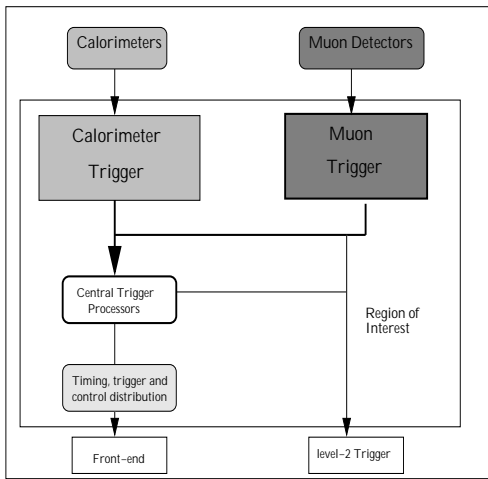 Calorimeters
Muon Detectors
Calorimeter
Trigger
Muon
Trigger
Central Trigger
Processors
Region of
Interest
Timing, trigger and
control distribution
Front-end
level-2 Trigger